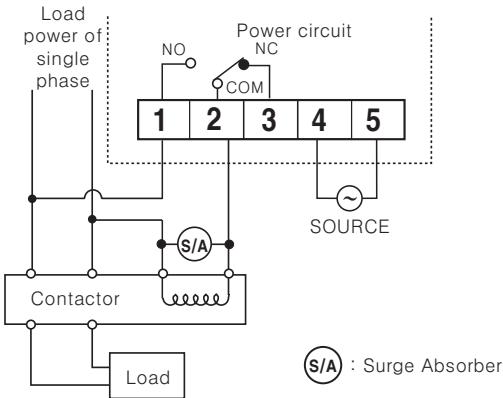 Load
power of
single
phase
Power circuit
NO
NC
COM
1 2 3 4 5
S/A
~
SOURCE
Contactor
Load
S/A : Surge Absorber